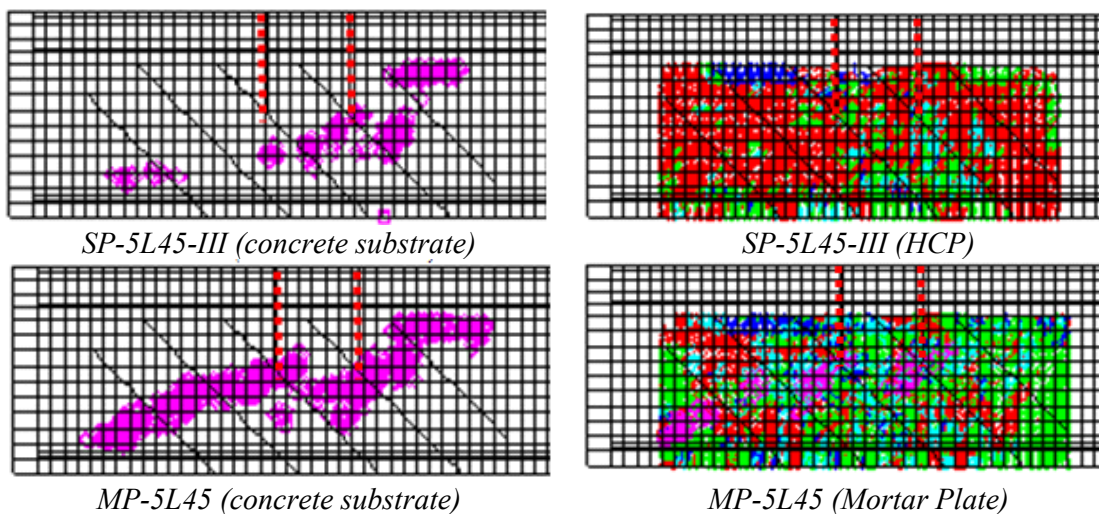 SP-5L45-III (concrete substrate)
SP-5L45-III (HCP)
MP-5L45 (concrete substrate)
MP-5L45 (Mortar Plate)